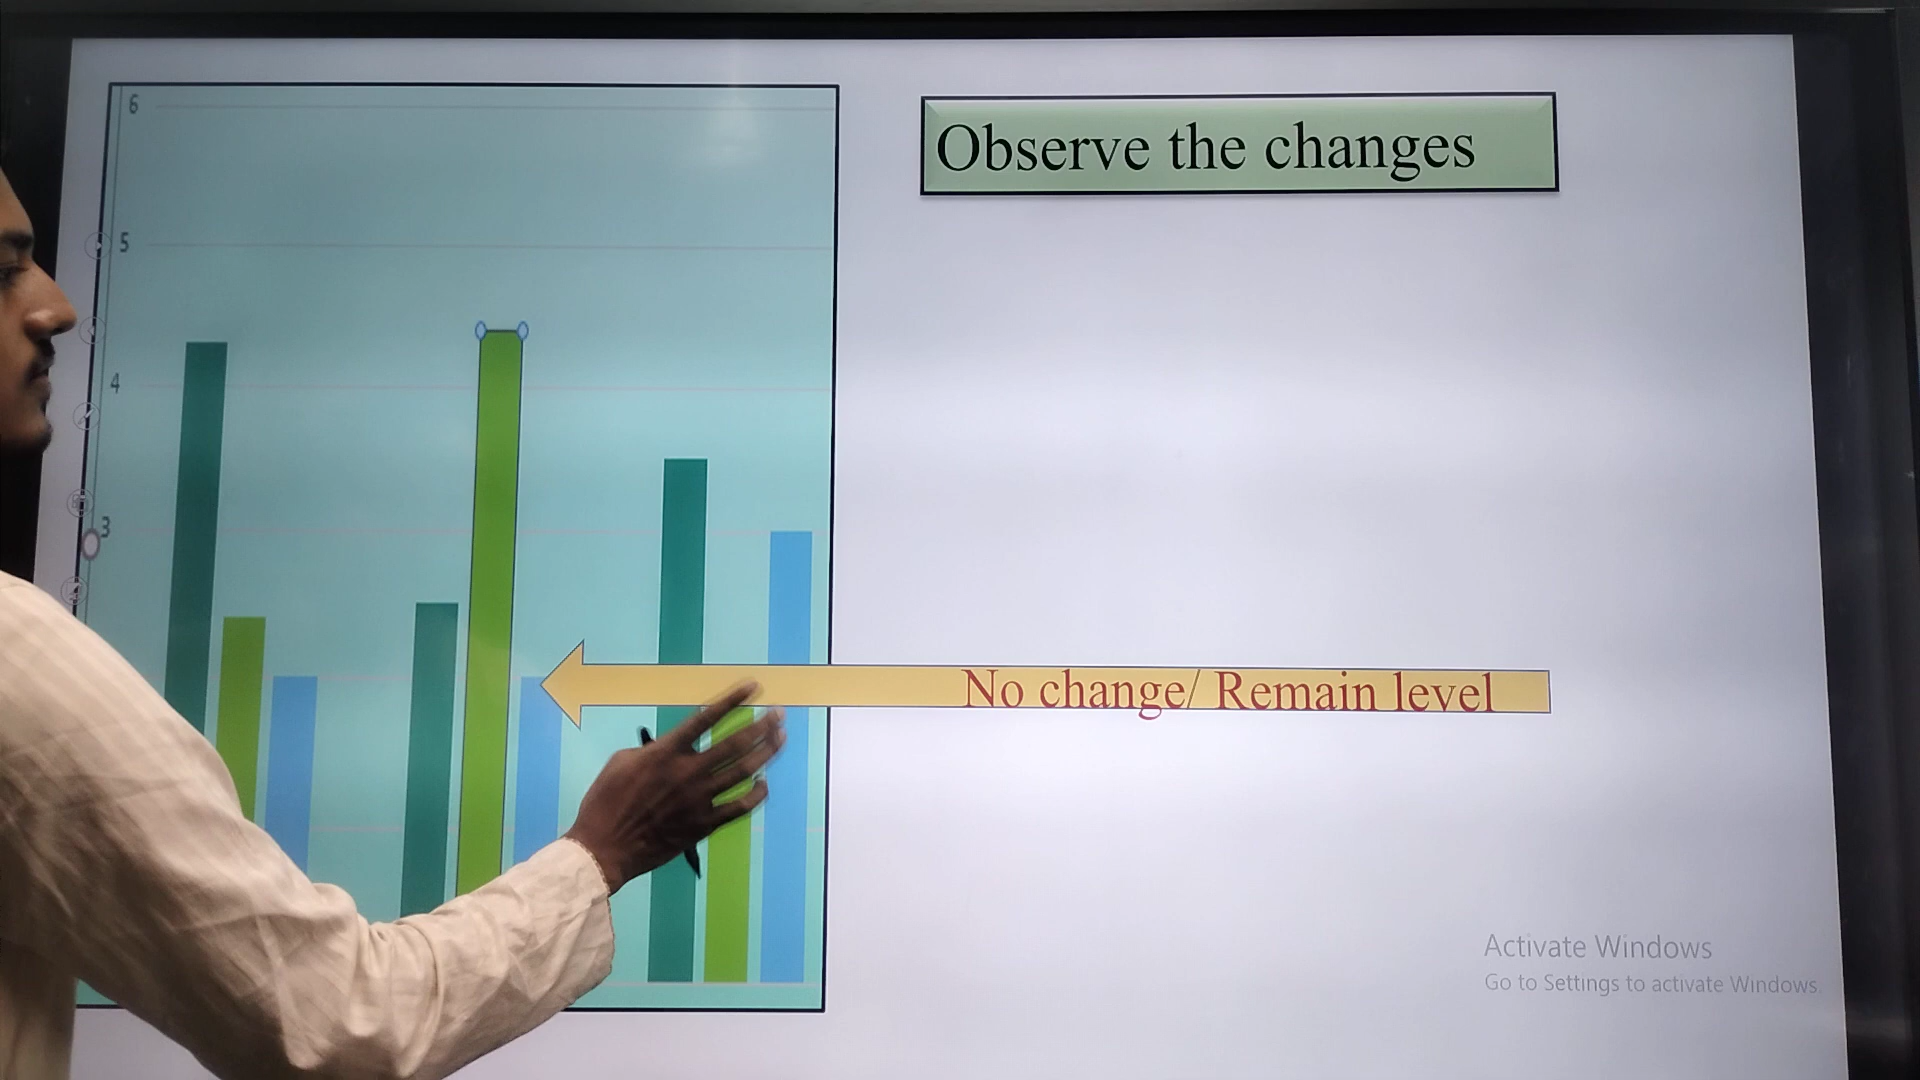 6
Observe the changes
5
4
3
No change/ Remain level
Activate Windows
Go to Settings to activate Windows.